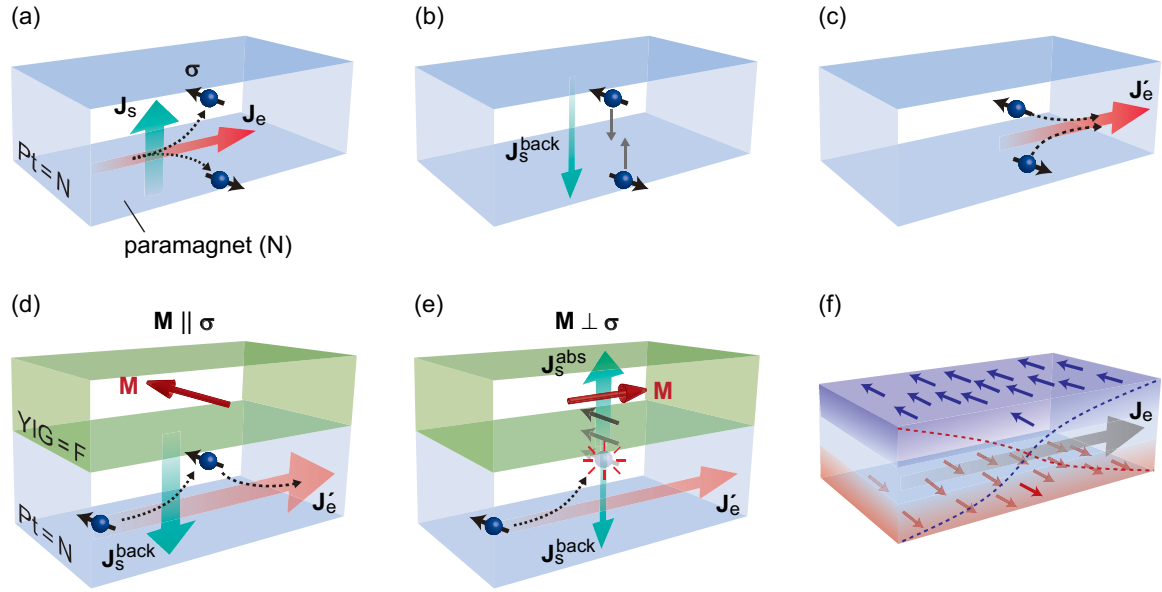 (a)
σ
J_s
J_e
Pt = N
paramagnet (N)
(b)
J_s^back
(c)
J´_e
(d)
M || σ
M
YIG = F
Pt = N
J_s^back
J´_e
(e)
M ⊥ σ
J_s^abs
M
J_s^back
J´_e
(f)
J_e